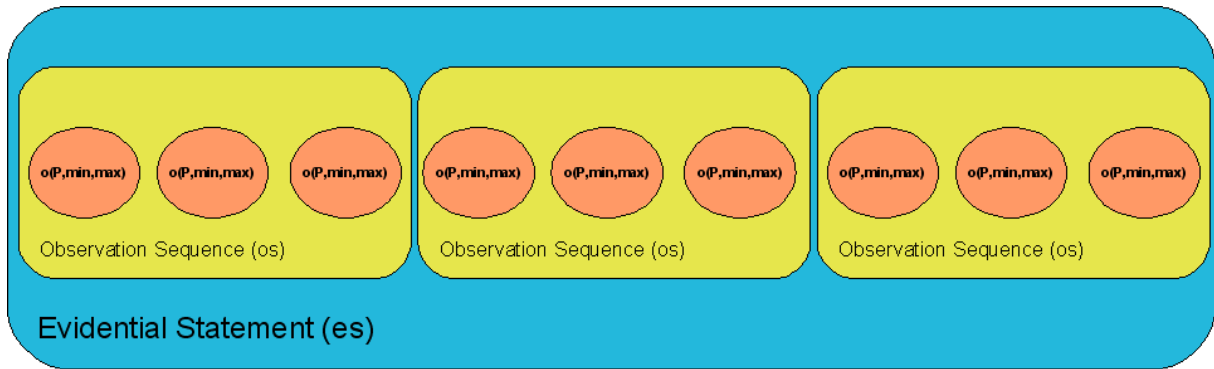 o(P,min,max) o(P,min,max) o(P,min,max) o(P,min,max) o(P,min,max) o(P,min,max) o(P,min,max) o(P,min,max) o(P,min,max)
Observation Sequence (os) Observation Sequence (os) Observation Sequence (os)
Evidential Statement (es)